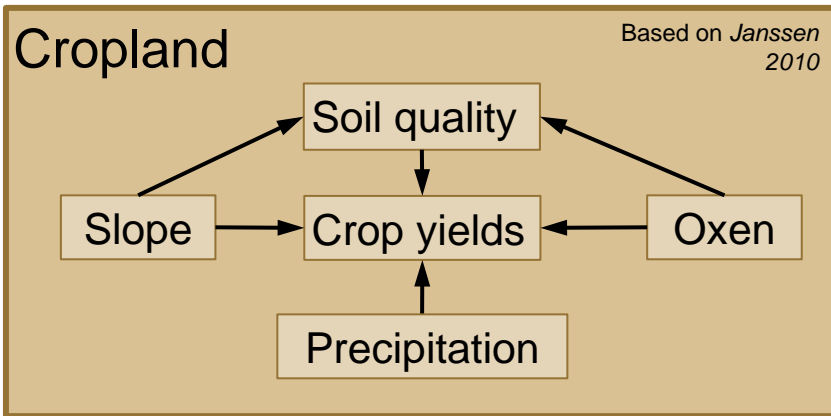 Cropland
Based on Janssen
2010
Soil quality
Slope
Crop yields
Oxen
Precipitation